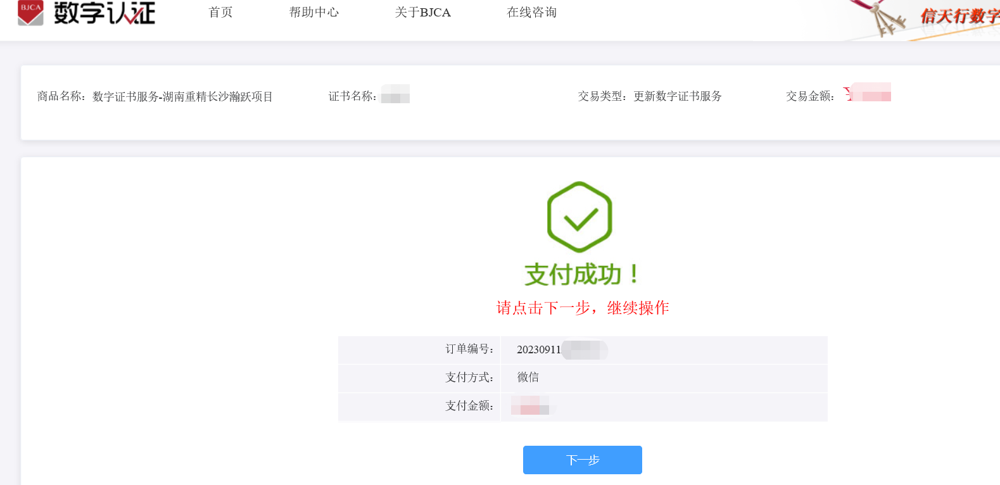 BJCA 数字认证 首页 帮助中心 关于BJCA 在线咨询 信天行数字
商品名称：数字证书服务-湖南重精长沙瀚跃项目 证书名称： 交易类型：更新数字证书服务 交易金额：
支付成功！
请点击下一步，继续操作
订单编号： 20230911
支付方式： 微信
支付金额：
下一步